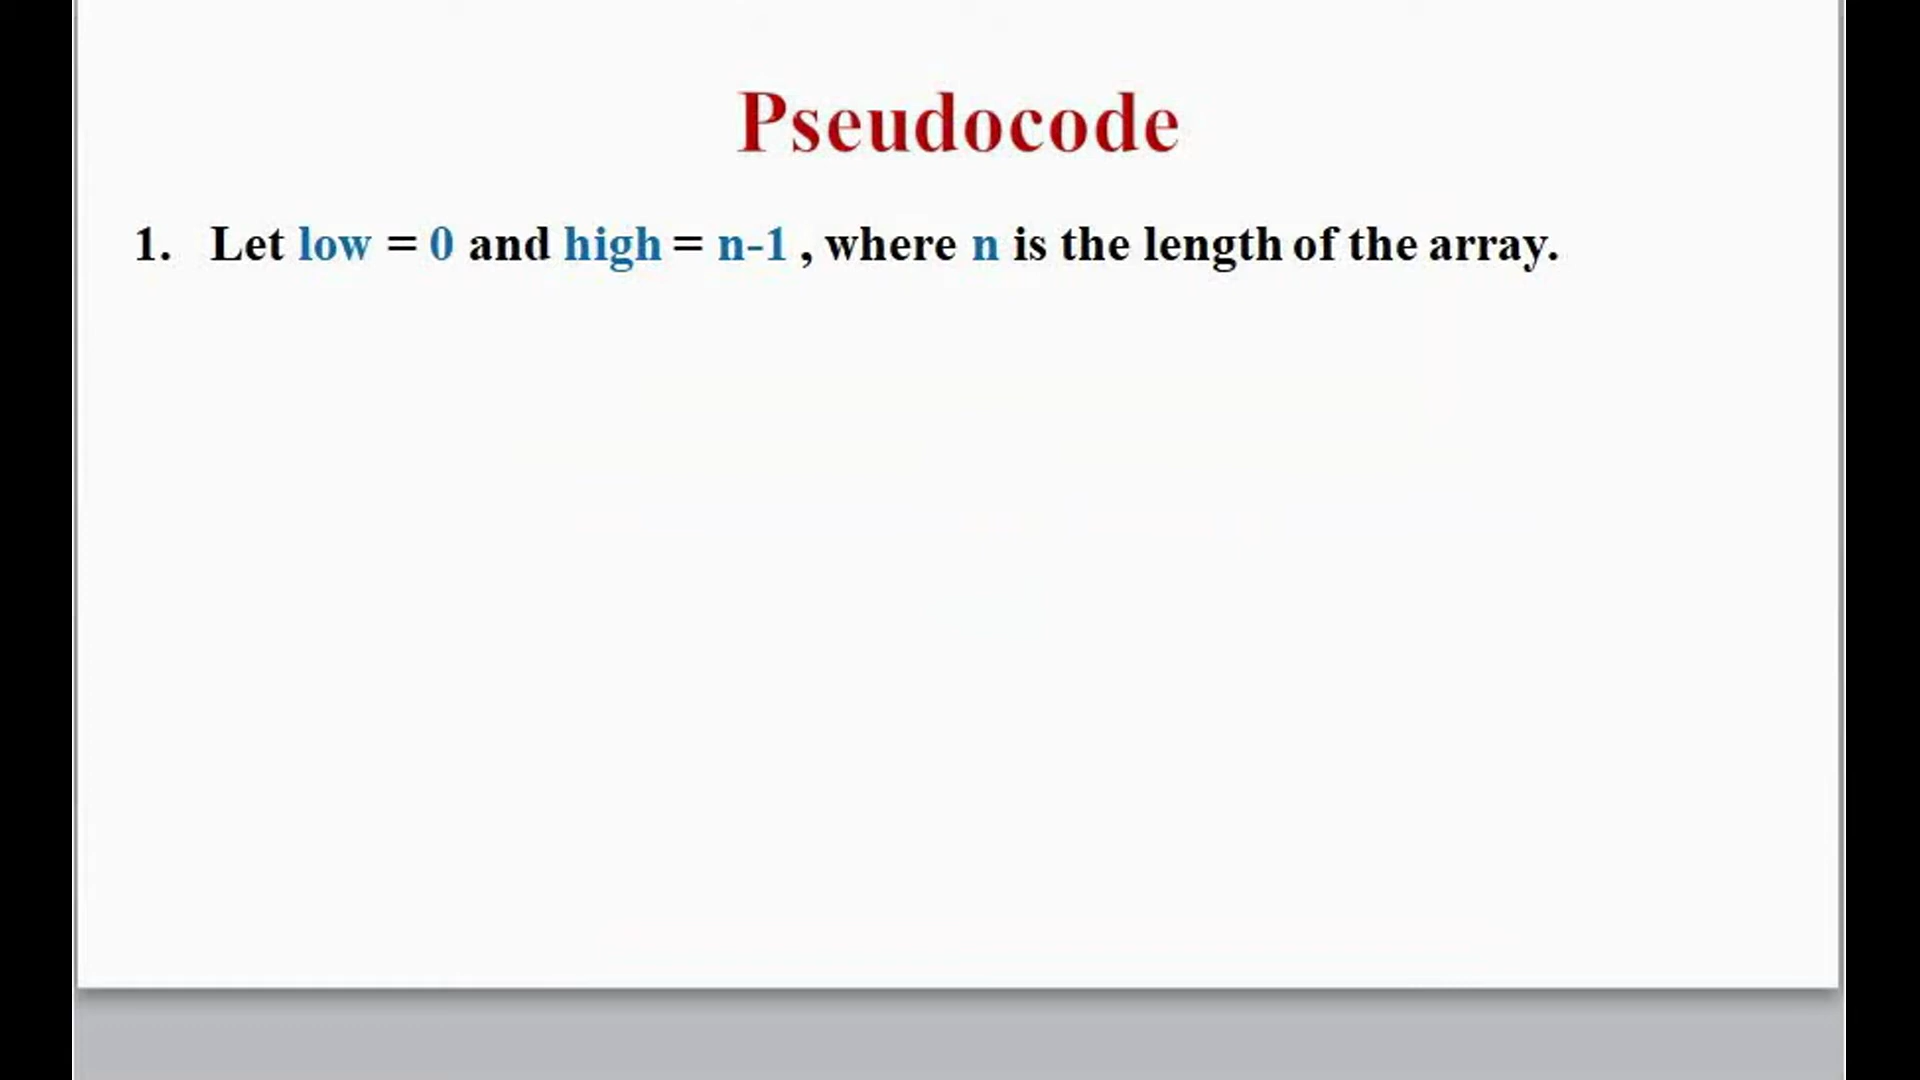 Pseudocode
1. Let low = 0 and high = n-1 , where n is the length of the array.